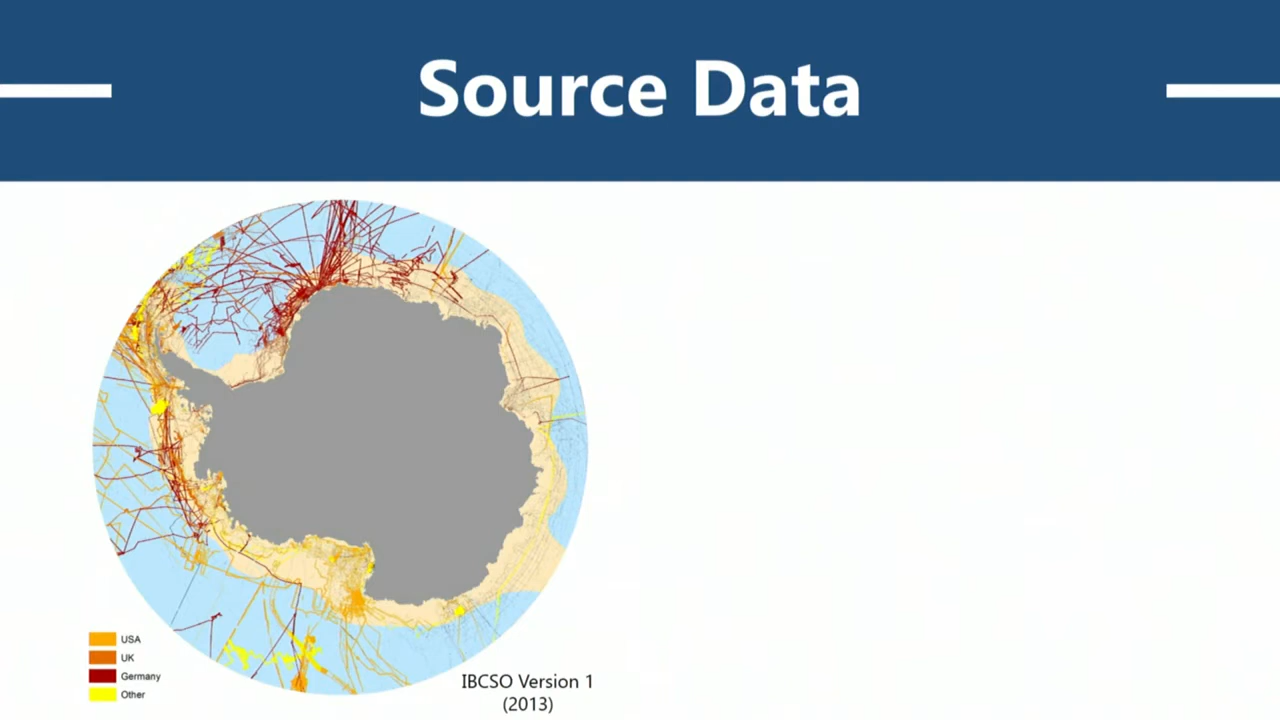 Source Data
USA
UK
Germany
Other
IBCSO Version 1
(2013)